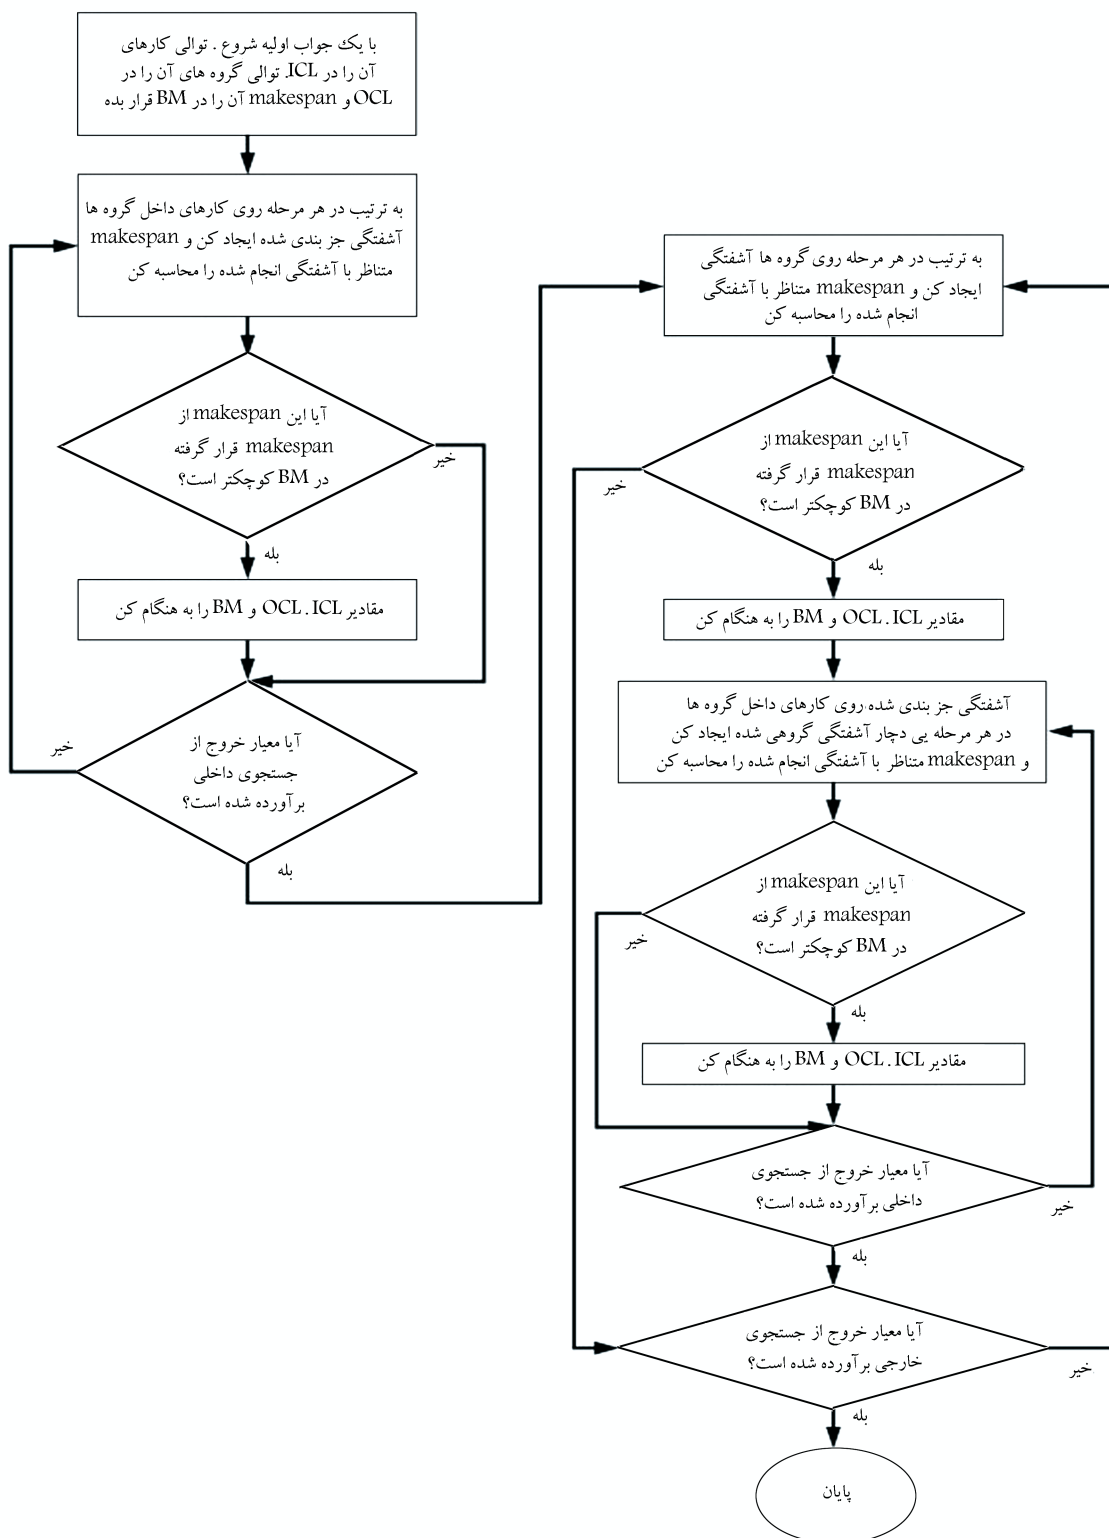 با یک جواب اولیه شروع . توالی کارهای
آن را در ICL. توالی گروه های آن را در
OCL و makespan آن را در BM قرار بده
به ترتیب در هر مرحله روی کارهای داخل گروه ها
آشفتگی جز بندی شده ایجاد کن و makespan
متناظر با آشفتگی انجام شده را محاسبه کن
آیا این makespan از
makespan قرار گرفته
در BM کوچکتر است؟
خیر
بله
مقادیر OCL . ICL و BM را به هنگام کن
آیا معیار خروج از
جستجوی داخلی
برآورده شده است؟
خیر
بله
به ترتیب در هر مرحله روی گروه ها آشفتگی
ایجاد کن و makespan متناظر با آشفتگی
انجام شده را محاسبه کن
آیا این makespan از
makespan قرار گرفته
در BM کوچکتر است؟
خیر
بله
مقادیر OCL . ICL و BM را به هنگام کن
آشفتگی جز بندی شده روی کارهای داخل گروه ها
در هر مرحله یی دچار آشفتگی گروهی شده ایجاد کن
و makespan متناظر با آشفتگی انجام شده را محاسبه کن
آیا این makespan از
makespan قرار گرفته
در BM کوچکتر است؟
خیر
بله
مقادیر OCL . ICL و BM را به هنگام کن
آیا معیار خروج از جستجوی
داخلی برآورده شده است؟
خیر
بله
آیا معیار خروج از جستجوی
خارجی برآورده شده است؟
خیر
بله
پایان